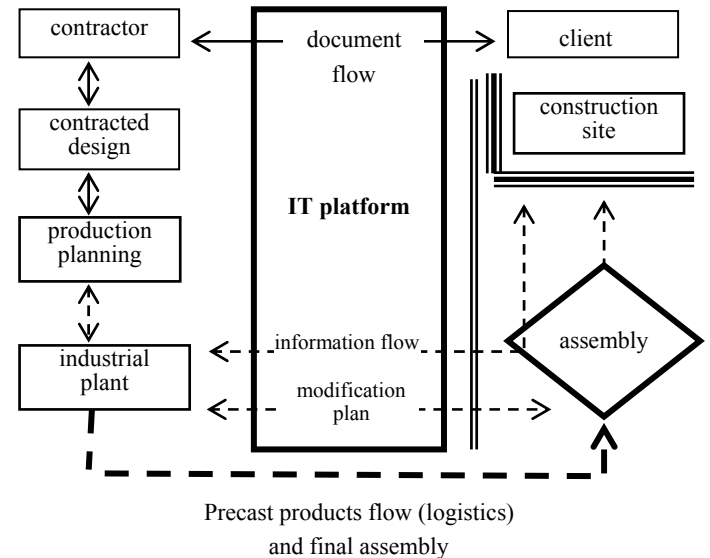 contractor
document
flow
client
contracted
design
construction
site
production
planning
IT platform
industrial
plant
information flow
assembly
modification
plan
Precast products flow (logistics)
and final assembly